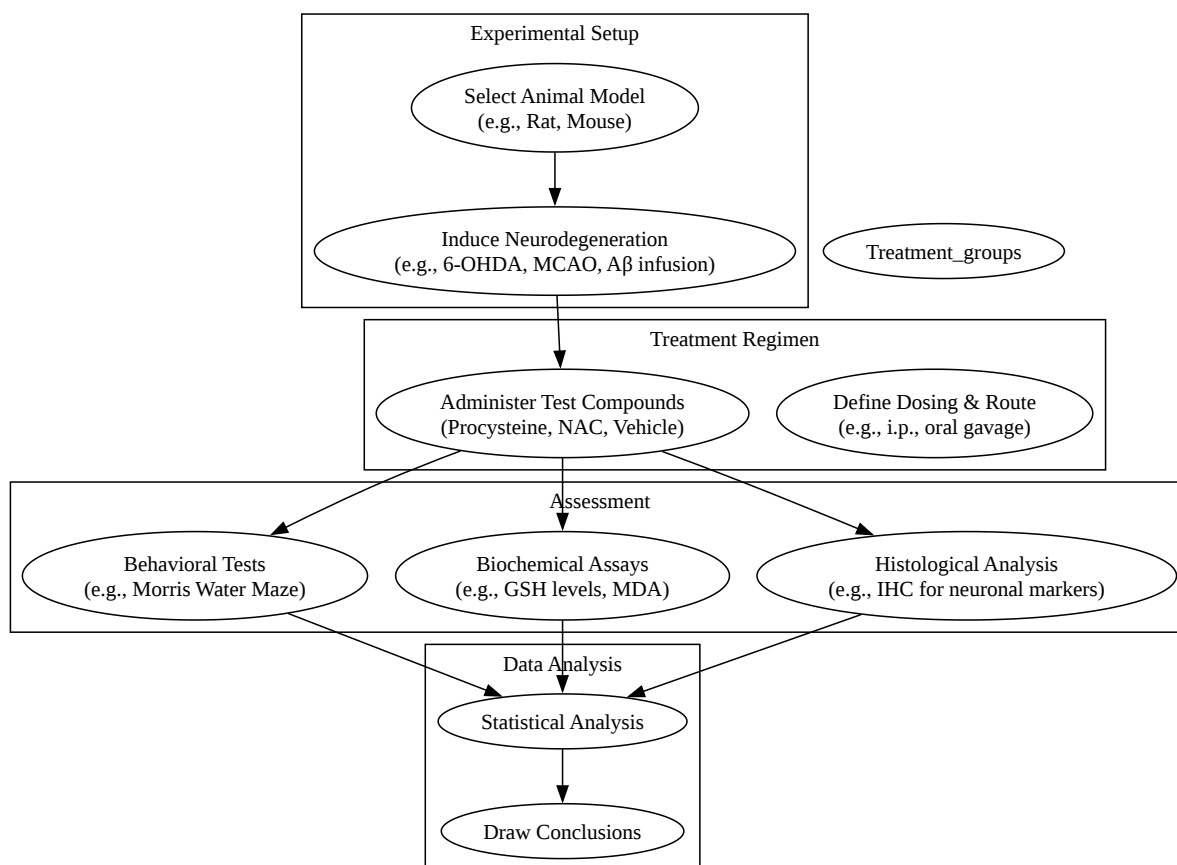 Experimental Setup
Select Animal Model
(e.g., Rat, Mouse)
Induce Neurodegeneration
(e.g., 6-OHDA, MCAO, Aβ infusion)
Treatment_groups
Treatment Regimen
Administer Test Compounds
(Procysteine, NAC, Vehicle)
Define Dosing & Route
(e.g., i.p., oral gavage)
Assessment
Behavioral Tests
(e.g., Morris Water Maze)
Biochemical Assays
(e.g., GSH levels, MDA)
Histological Analysis
(e.g., IHC for neuronal markers)
Data Analysis
Statistical Analysis
Draw Conclusions